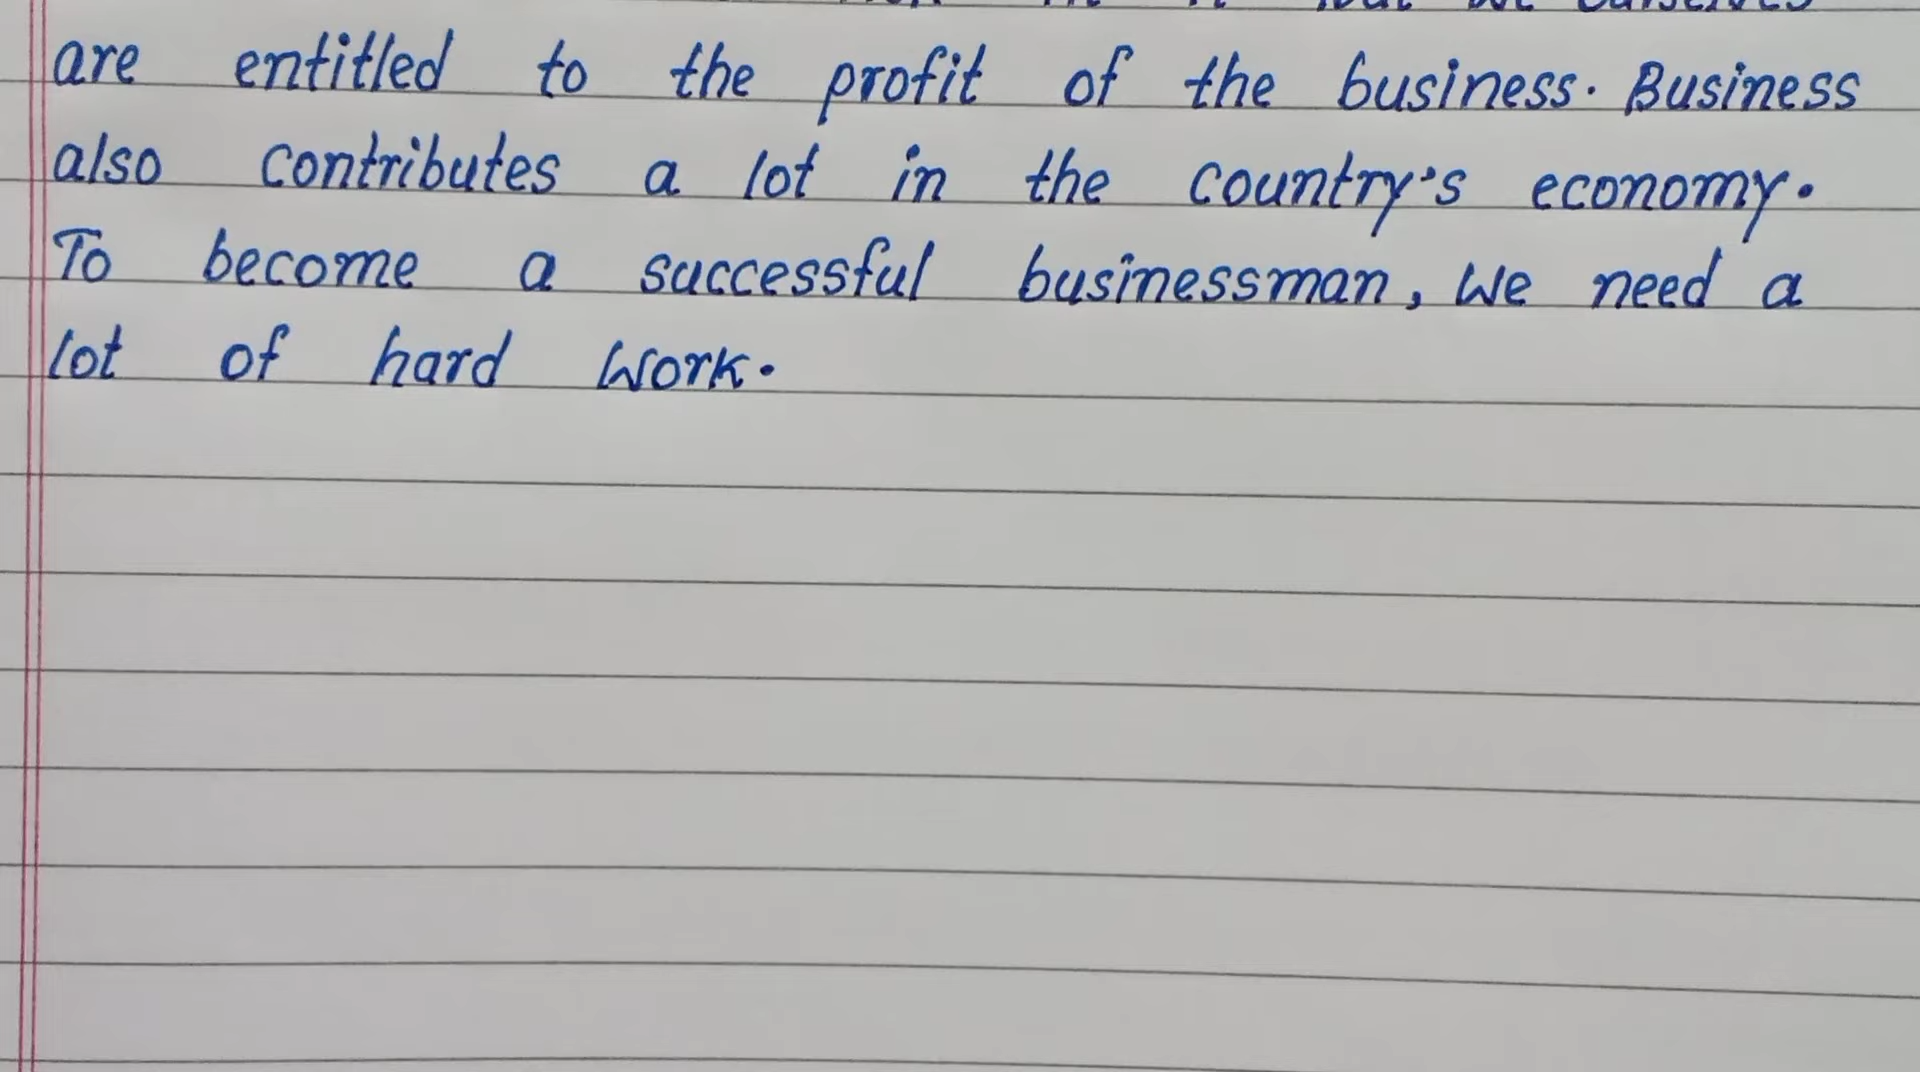 ourselves
are entitled to the profit of the business. Business
also contributes a lot in the country's economy.
To become a successful businessman, we need a
lot of hard work.